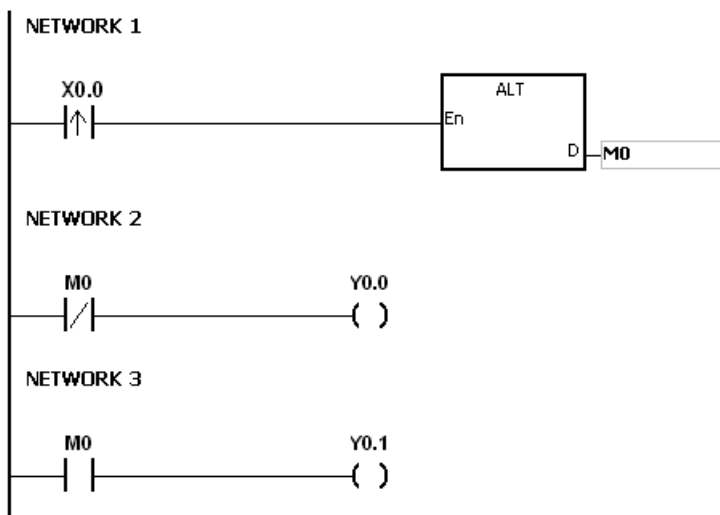 NETWORK 1
X0.0
ALT
En
D
M0
NETWORK 2
M0
Y0.0
NETWORK 3
M0
Y0.1